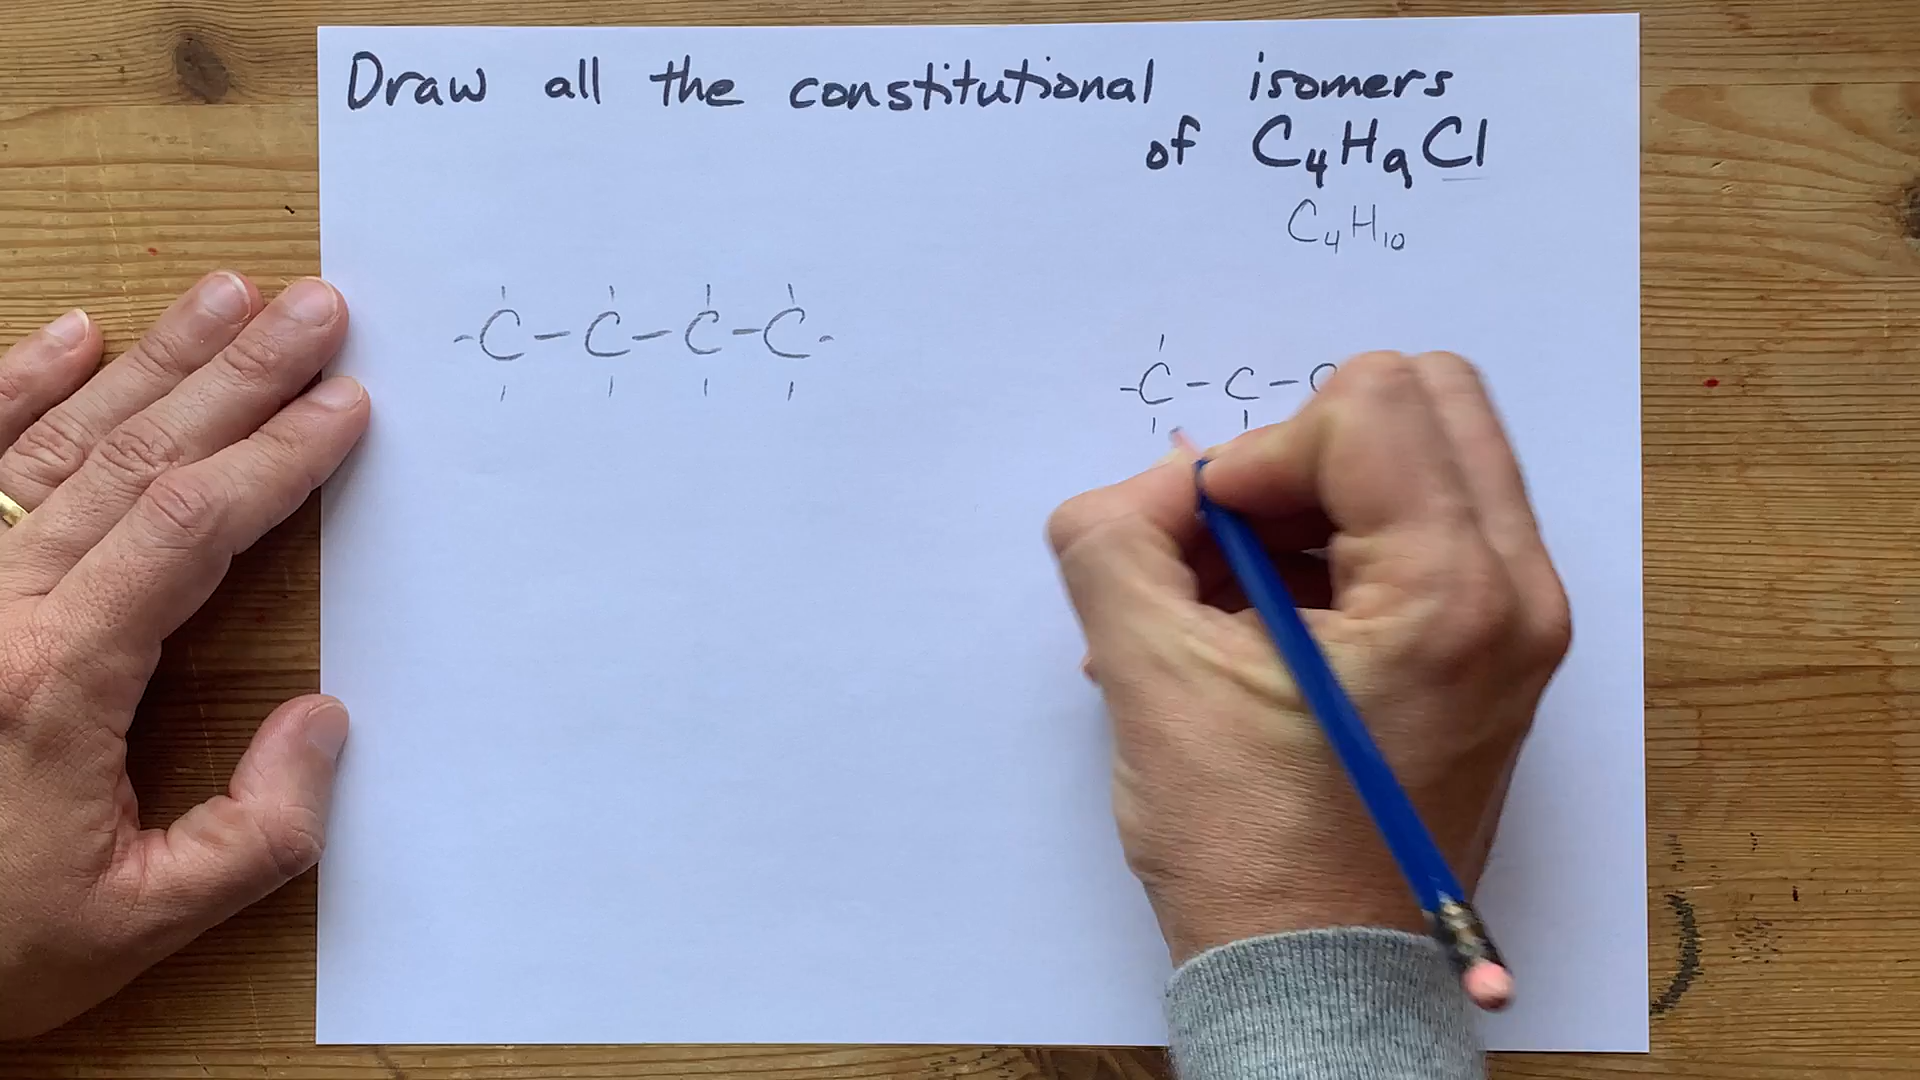 Draw all the constitutional isomers
of C₄H₉Cl
C₄H₁₀
-C-C-C-C-
-C-C-